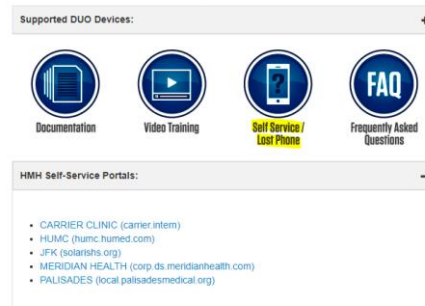 Supported DUO Devices:
FAQ
Documentation
Video Training
Self Service /
Lost Phone
Frequently Asked
Questions
HMH Self-Service Portals:
CARRIER CLINIC (carrier.intern)
HUMC (humc.humed.com)
JFK (solarishs.org)
MERIDIAN HEALTH (corp.ds.meridianhealth.com)
PALISADES (local.palisadesmedical.org)